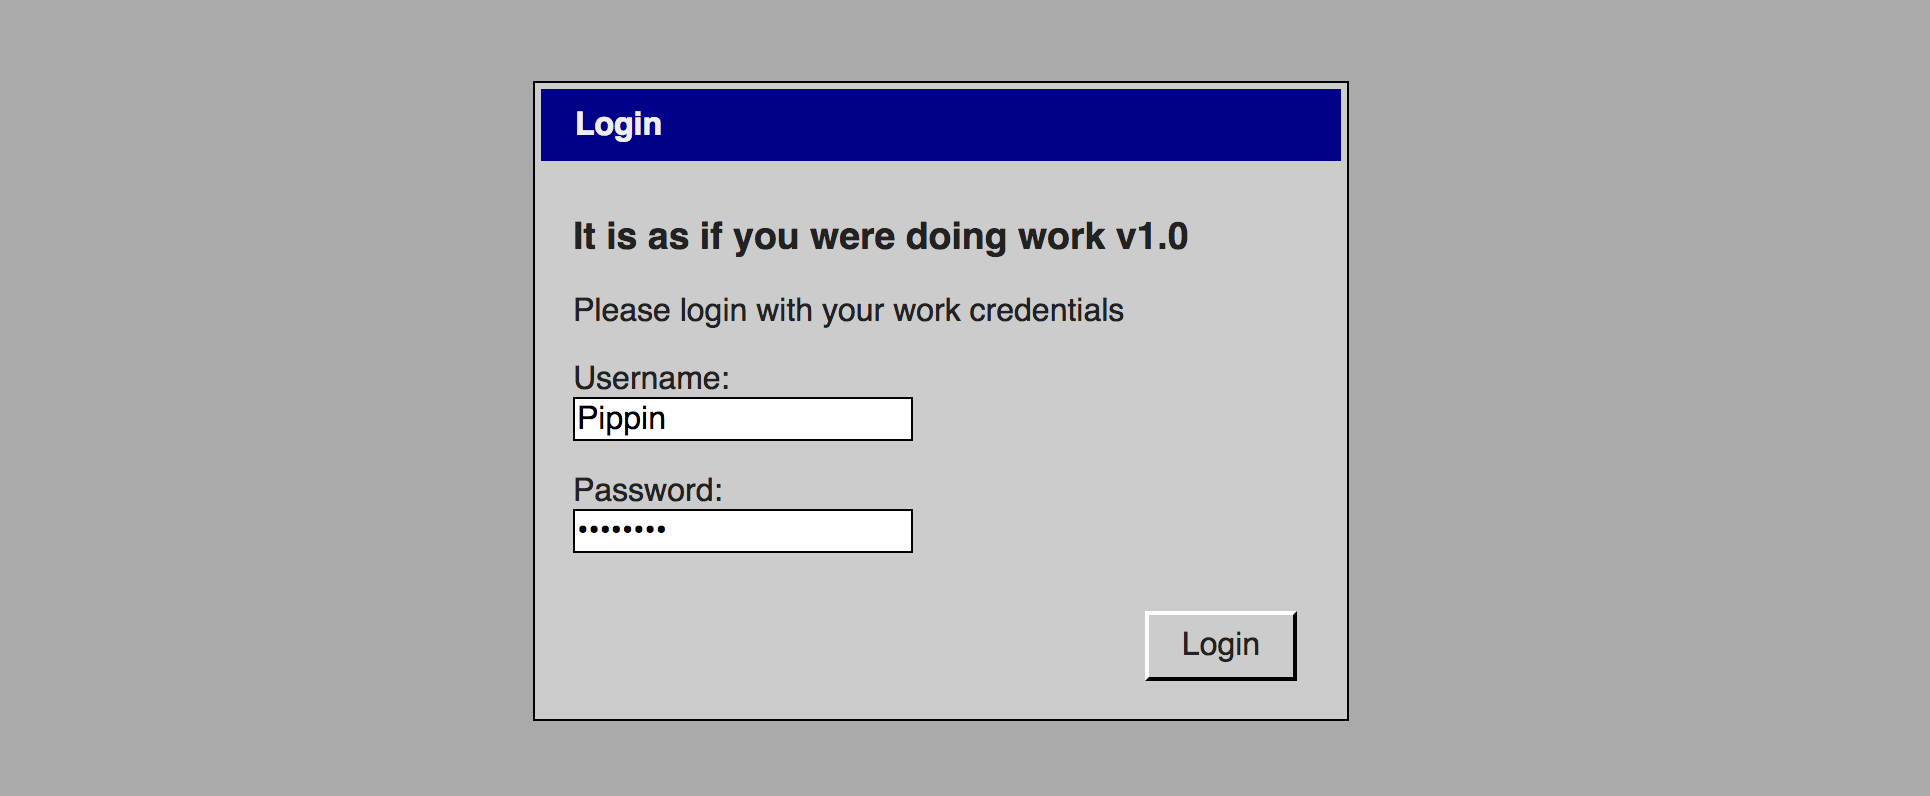 Login
It is as if you were doing work v1.0
Please login with your work credentials
Username:
Pippin
Password:
••••••••
Login